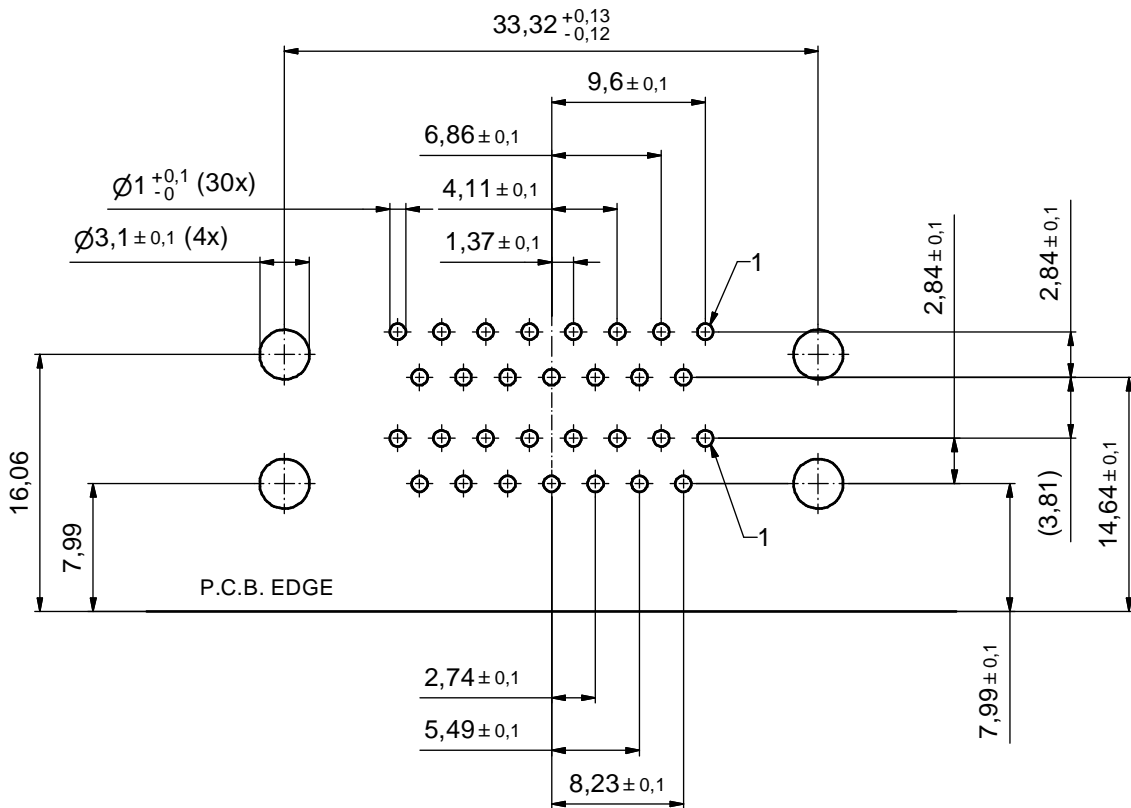 33,32 +0,13 -0,12
9,6 ± 0,1
6,86 ± 0,1
Ø1 +0,1 -0 (30x)
4,11 ± 0,1
Ø3,1 ± 0,1 (4x)
1,37 ± 0,1
1
2,84 ± 0,1
2,84 ± 0,1
16,06
7,99
(3,81)
14,64 ± 0,1
1
P.C.B. EDGE
7,99 ± 0,1
2,74 ± 0,1
5,49 ± 0,1
8,23 ± 0,1